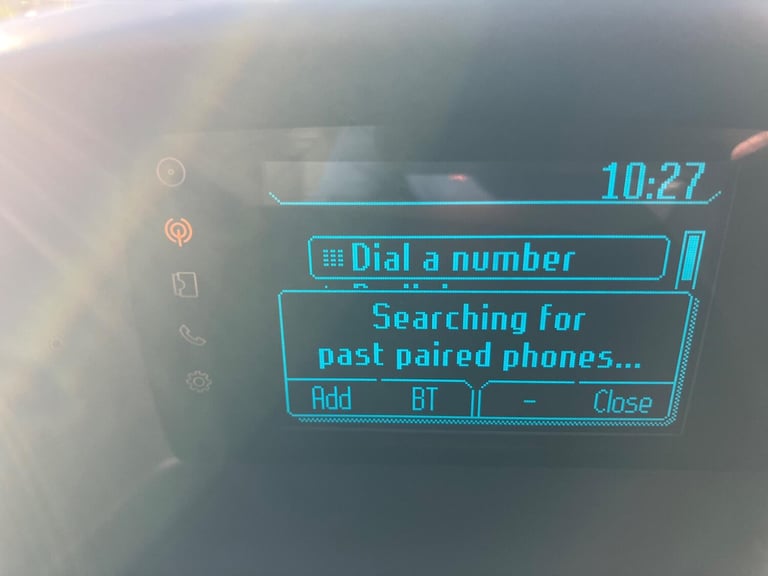 10:27
Dial a number
Searching for
past paired phones...
Add BT - Close